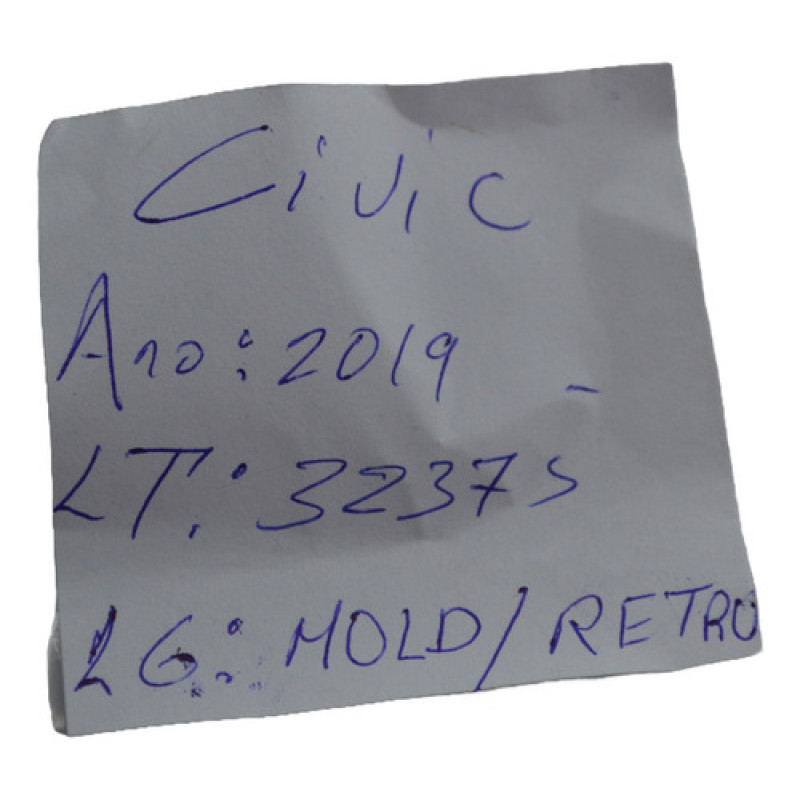 Civic
Ano: 2019
LT: 32375
LG: MOLD/RETRO